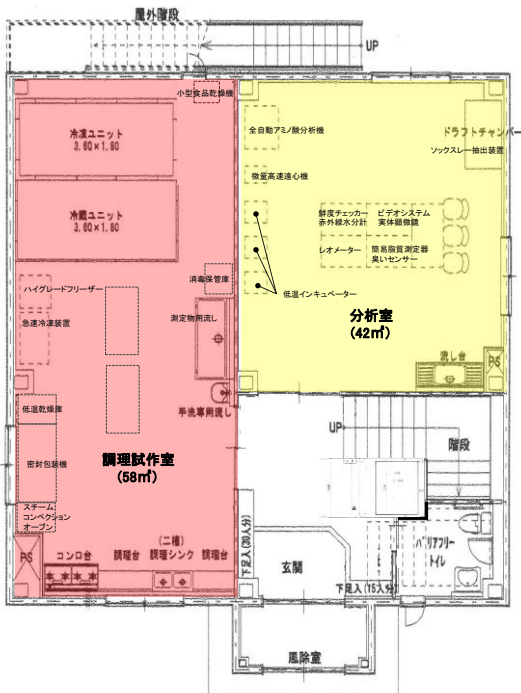 屋外階段
UP
小型食品乾燥機
冷凍ユニット
3.60×1.80
全自動アミノ酸分析機
ドラフトチャンバー
ソックスレー抽出装置
微量高速遠心機
冷蔵ユニット
3.60×1.80
鮮度チェッカー
赤外線水分計
ビデオシステム
実体顕微鏡
レオメーター
簡易脂質測定器
臭いセンサー
消毒保管庫
低温インキュベーター
ハイグレードフリーザー
急速冷凍装置
測定物用流し
分析室
(42㎡)
流し台
PS
手洗専用流し
低温乾燥庫
UP
階段
調理試作室
(58㎡)
密封包装機
スチーム
コンベクション
オーブン
PS
コンロ台
調理台
(二槽)
調理シンク
調理台
下足入(30人分)
玄関
バリアフリー
トイレ
下足入(15人分)
風除室